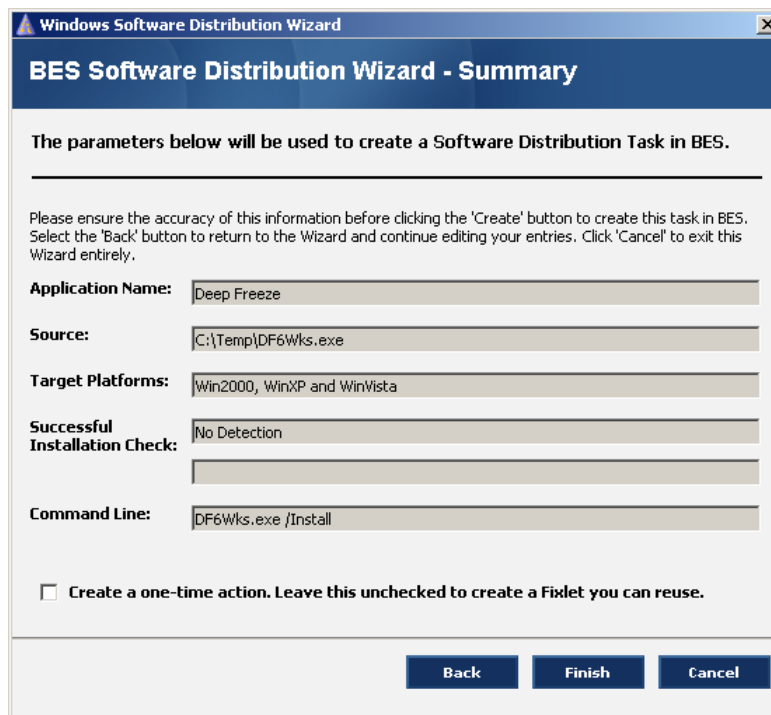 Windows Software Distribution Wizard
BES Software Distribution Wizard - Summary
The parameters below will be used to create a Software Distribution Task in BES.
Please ensure the accuracy of this information before clicking the 'Create' button to create this task in BES.
Select the 'Back' button to return to the Wizard and continue editing your entries. Click 'Cancel' to exit this
Wizard entirely.
Application Name: Deep Freeze
Source: C:\Temp\DF6Wks.exe
Target Platforms: Win2000, WinXP and WinVista
Successful
Installation Check: No Detection
Command Line: DF6Wks.exe /Install
Create a one-time action. Leave this unchecked to create a Fixlet you can reuse.
Back Finish Cancel